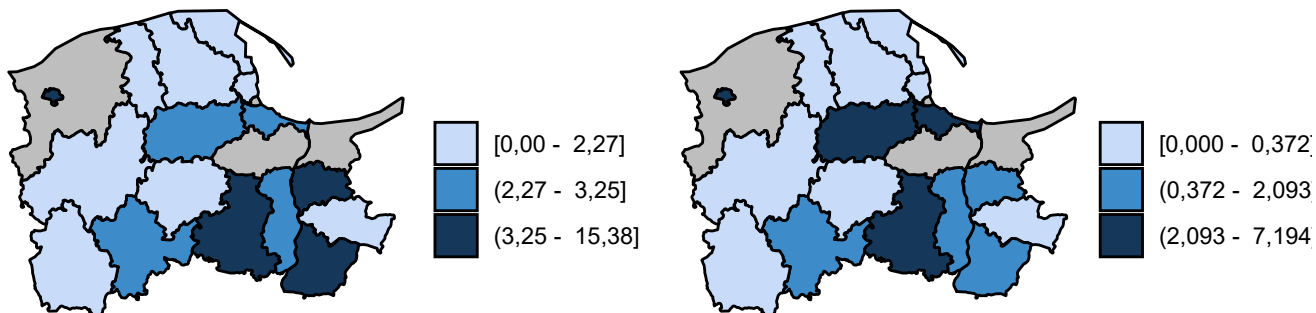 [0,00 - 2,27]
(2,27 - 3,25]
(3,25 - 15,38]
[0,000 - 0,372]
(0,372 - 2,093]
(2,093 - 7,194]